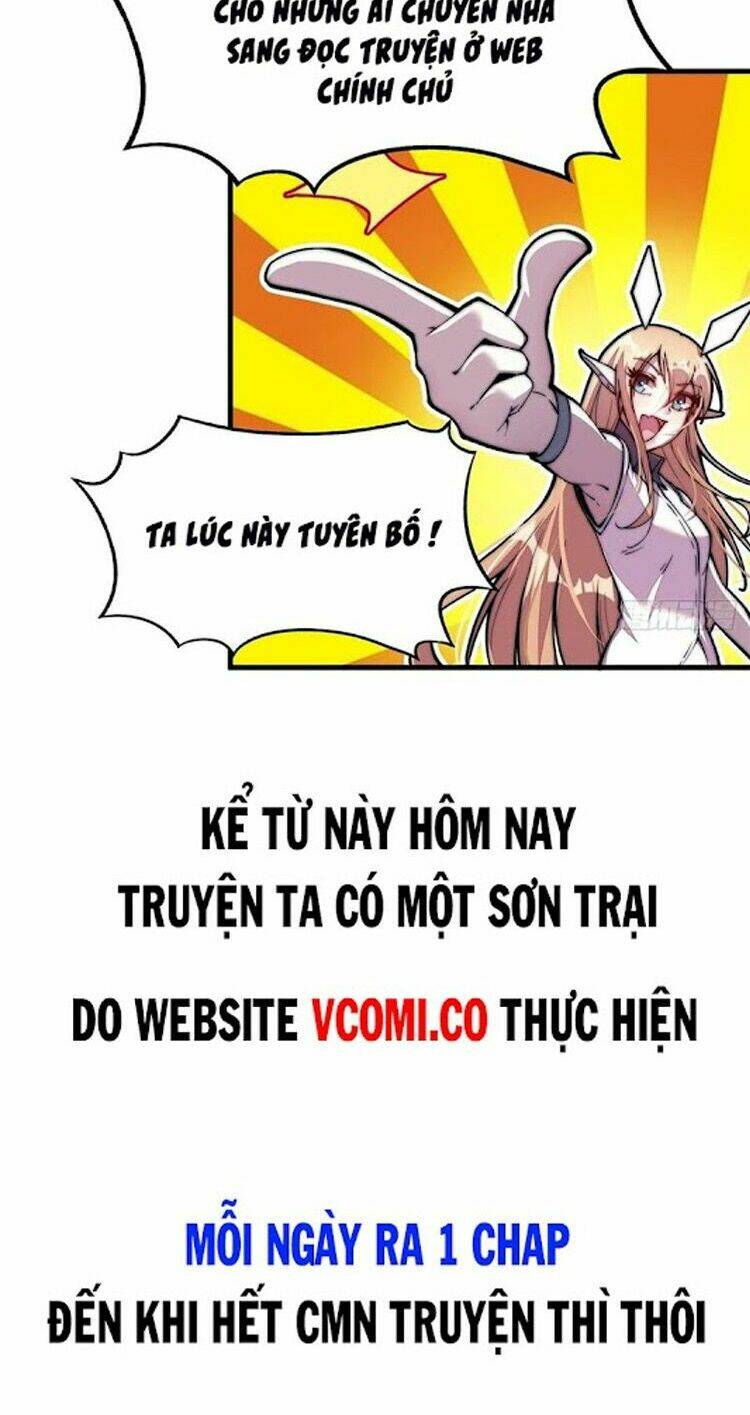 CHO NHỮNG AI CHUYỂN NHÀ
SANG ĐỌC TRUYỆN Ở WEB
CHÍNH CHỦ
TA LÚC NÀY TUYÊN BỐ !
KỂ TỪ NÀY HÔM NAY
TRUYỆN TA CÓ MỘT SƠN TRẠI
DO WEBSITE VCOMI.CO THỰC HIỆN
MỖI NGÀY RA 1 CHAP
ĐẾN KHI HẾT CMN TRUYỆN THÌ THÔI